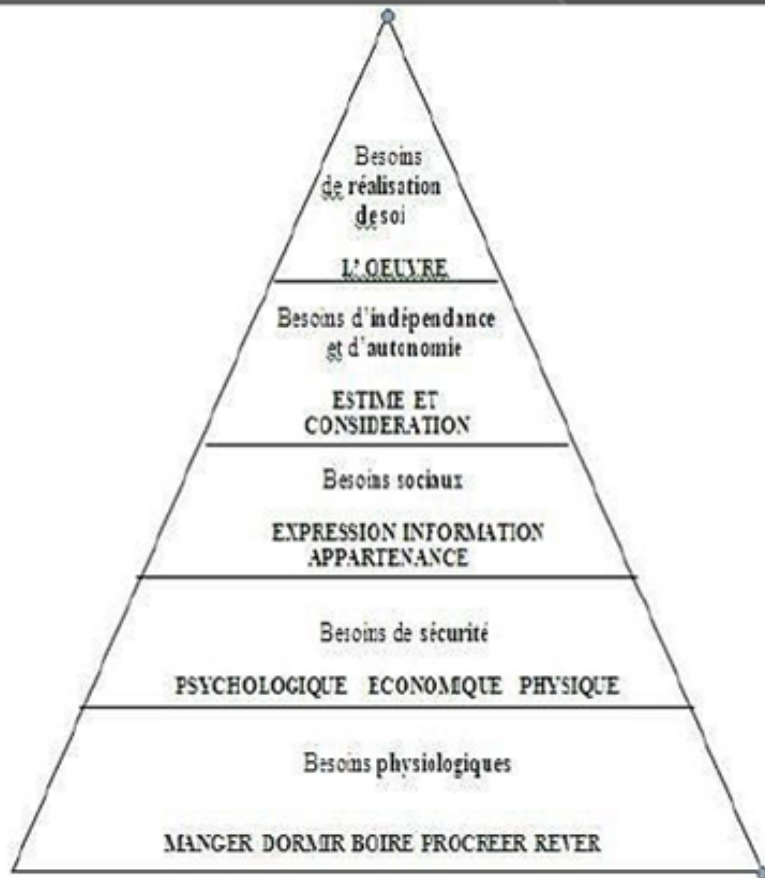 Besoins
de réalisation
de soi
L' OEUVRE
Besoins d'indépendance
et d'autonomie
ESTIME ET
CONSIDERATION
Besoins sociaux
EXPRESSION INFORMATION
APPARTENANCE
Besoins de sécurité
PSYCHOLOGIQUE ECONOMIQUE PHYSIQUE
Besoins physiologiques
MANGER DORMIR BOIRE PROCREER REVER